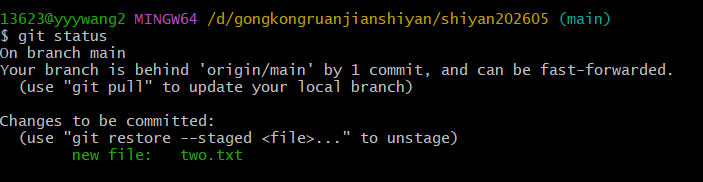 13623@yyywang2 MINGW64 /d/gongkongruanjianshiyan/shiyan202605 (main)
$ git status
On branch main
Your branch is behind 'origin/main' by 1 commit, and can be fast-forwarded.
  (use "git pull" to update your local branch)

Changes to be committed:
  (use "git restore --staged <file>..." to unstage)
        new file:   two.txt